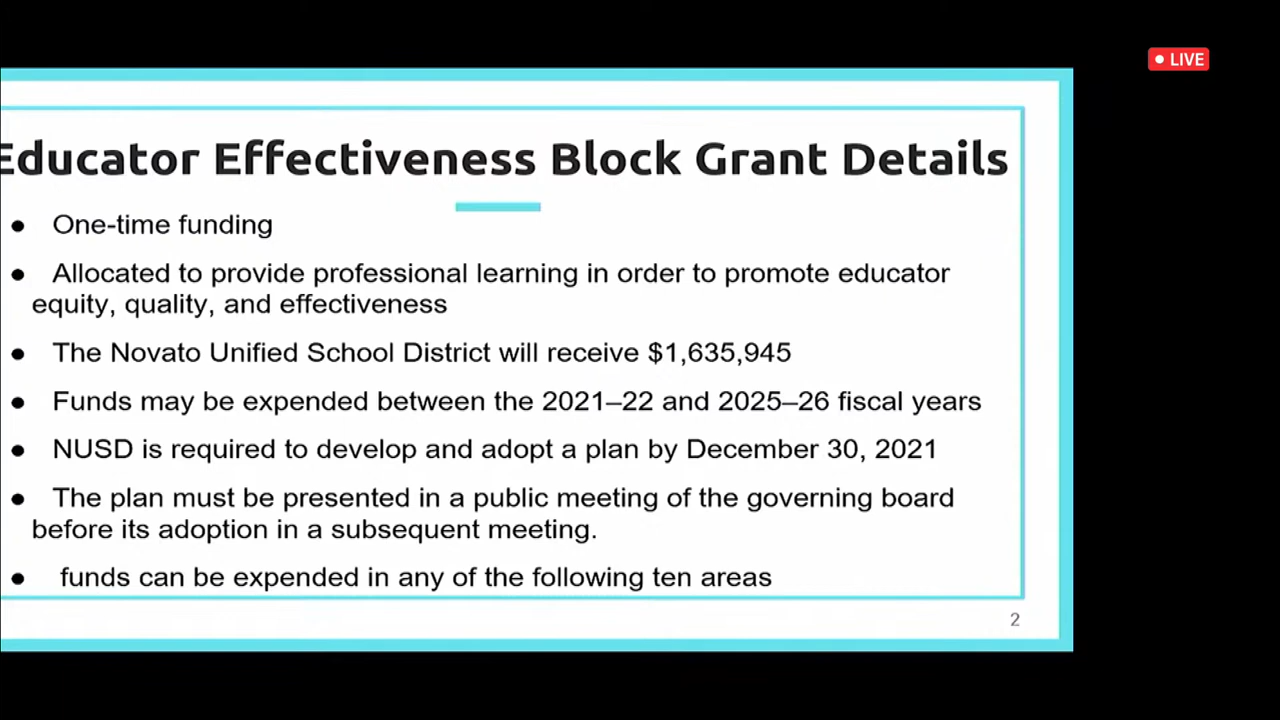 LIVE
Educator Effectiveness Block Grant Details
● One-time funding
● Allocated to provide professional learning in order to promote educator
equity, quality, and effectiveness
● The Novato Unified School District will receive $1,635,945
● Funds may be expended between the 2021–22 and 2025–26 fiscal years
● NUSD is required to develop and adopt a plan by December 30, 2021
● The plan must be presented in a public meeting of the governing board
before its adoption in a subsequent meeting.
● funds can be expended in any of the following ten areas
2